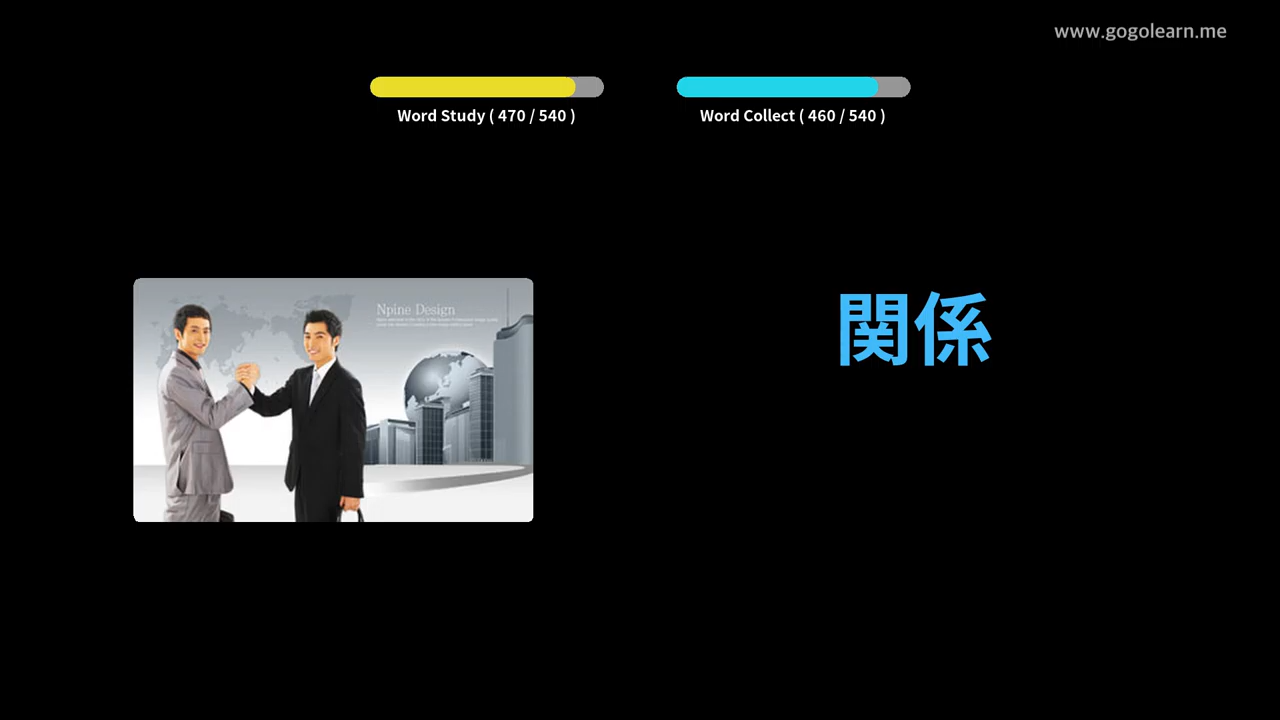 www.gogolearn.me
Word Study ( 470 / 540 )
Word Collect ( 460 / 540 )
Npine Design
関係